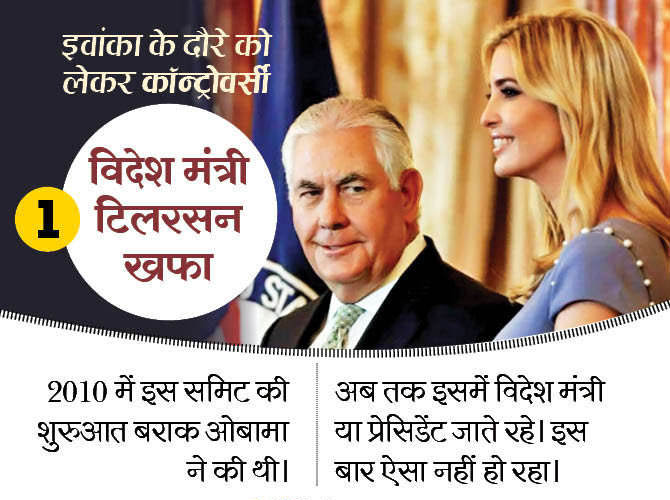 इवांका के दौरे को
लेकर कॉन्ट्रोवर्सी
1
विदेश मंत्री
टिलरसन
खफा
2010 में इस समिट की
शुरुआत बराक ओबामा
ने की थी।
अब तक इसमें विदेश मंत्री
या प्रेसिडेंट जाते रहे। इस
बार ऐसा नहीं हो रहा।